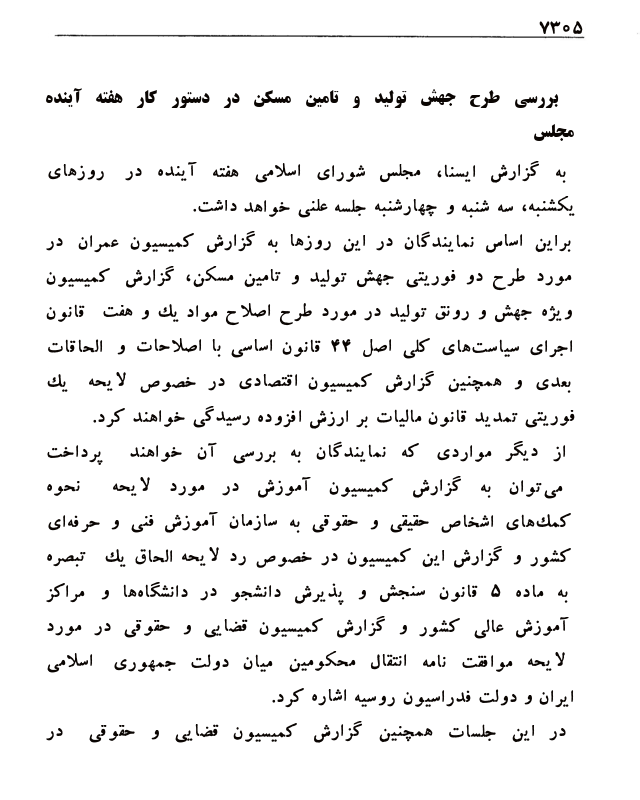 ۷۳۰۵
بررسی طرح جهش تولید و تامین مسکن در دستور کار هفته آینده
مجلس
به گزارش ایسنا، مجلس شورای اسلامی هفته آینده در روزهای
یکشنبه، سه شنبه و چهارشنبه جلسه علنی خواهد داشت.
براین اساس نمایندگان در این روزها به گزارش کمیسیون عمران در
مورد طرح دو فوریتی جهش تولید و تامین مسکن، گزارش کمیسیون
ویژه جهش و رونق تولید در مورد طرح اصلاح مواد یك و هفت قانون
اجرای سیاست‌های کلی اصل ۴۴ قانون اساسی با اصلاحات و الحاقات
بعدی و همچنین گزارش کمیسیون اقتصادی در خصوص لایحه یك
فوریتی تمدید قانون مالیات بر ارزش افزوده رسیدگی خواهند کرد.
از دیگر مواردی که نمایندگان به بررسی آن خواهند پرداخت
می‌توان به گزارش کمیسیون آموزش در مورد لایحه نحوه
کمك‌های اشخاص حقیقی و حقوقی به سازمان آموزش فنی و حرفه‌ای
کشور و گزارش این کمیسیون در خصوص رد لایحه الحاق یك تبصره
به ماده ۵ قانون سنجش و پذیرش دانشجو در دانشگاه‌ها و مراکز
آموزش عالی کشور و گزارش کمیسیون قضایی و حقوقی در مورد
لایحه موافقت نامه انتقال محکومین میان دولت جمهوری اسلامی
ایران و دولت فدراسیون روسیه اشاره کرد.
در این جلسات همچنین گزارش کمیسیون قضایی و حقوقی در